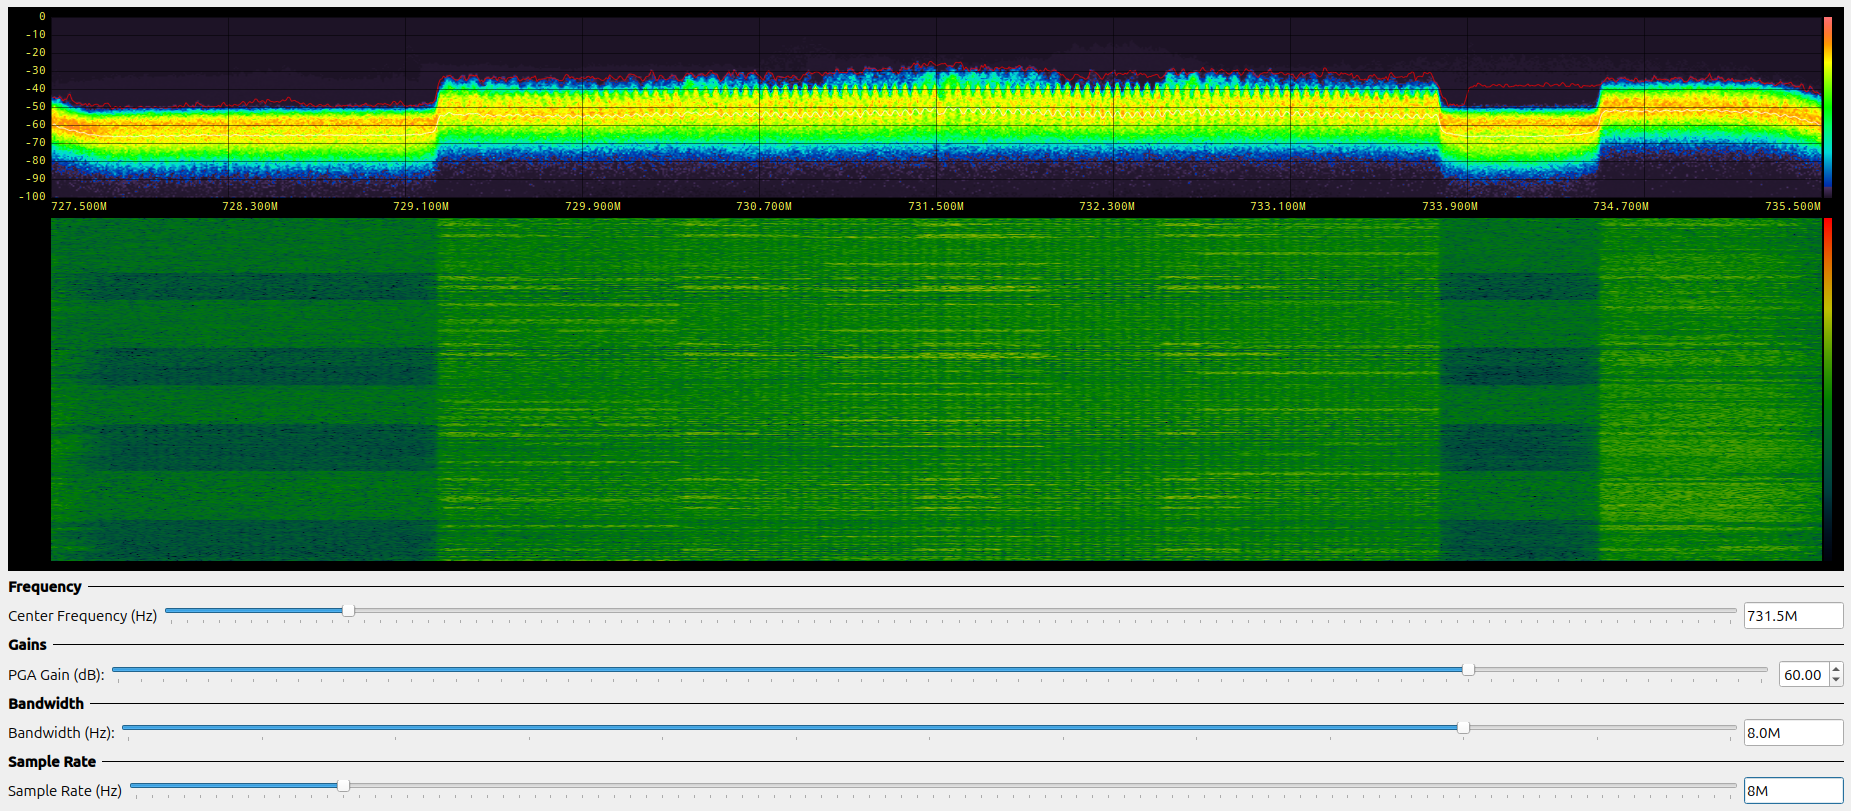 0
-10
-20
-30
-40
-50
-60
-70
-80
-90
-100
727.500M 728.300M 729.100M 729.900M 730.700M 731.500M 732.300M 733.100M 733.900M 734.700M 735.500M
Frequency
Center Frequency (Hz) 731.5M
Gains
PGA Gain (dB): 60.00
Bandwidth
Bandwidth (Hz): 8.0M
Sample Rate
Sample Rate (Hz) 8M